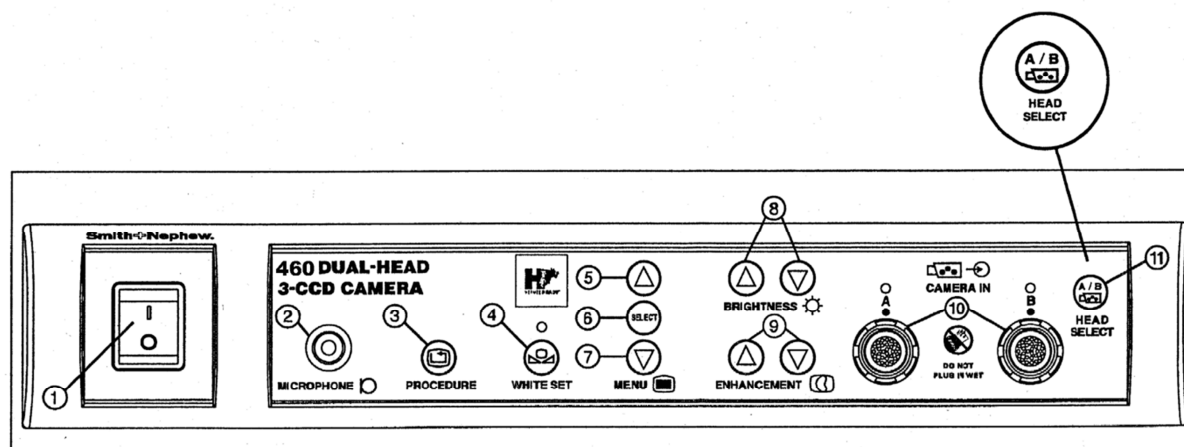 A / B
HEAD
SELECT
Smith+Nephew.
460 DUAL-HEAD
3-CCD CAMERA
1
2
3
4
5
6
7
8
9
10
11
SELECT
MICROPHONE
PROCEDURE
WHITE SET
MENU
BRIGHTNESS
ENHANCEMENT
CAMERA IN
A
B
DO NOT
PLUG IN WET
A / B
HEAD
SELECT